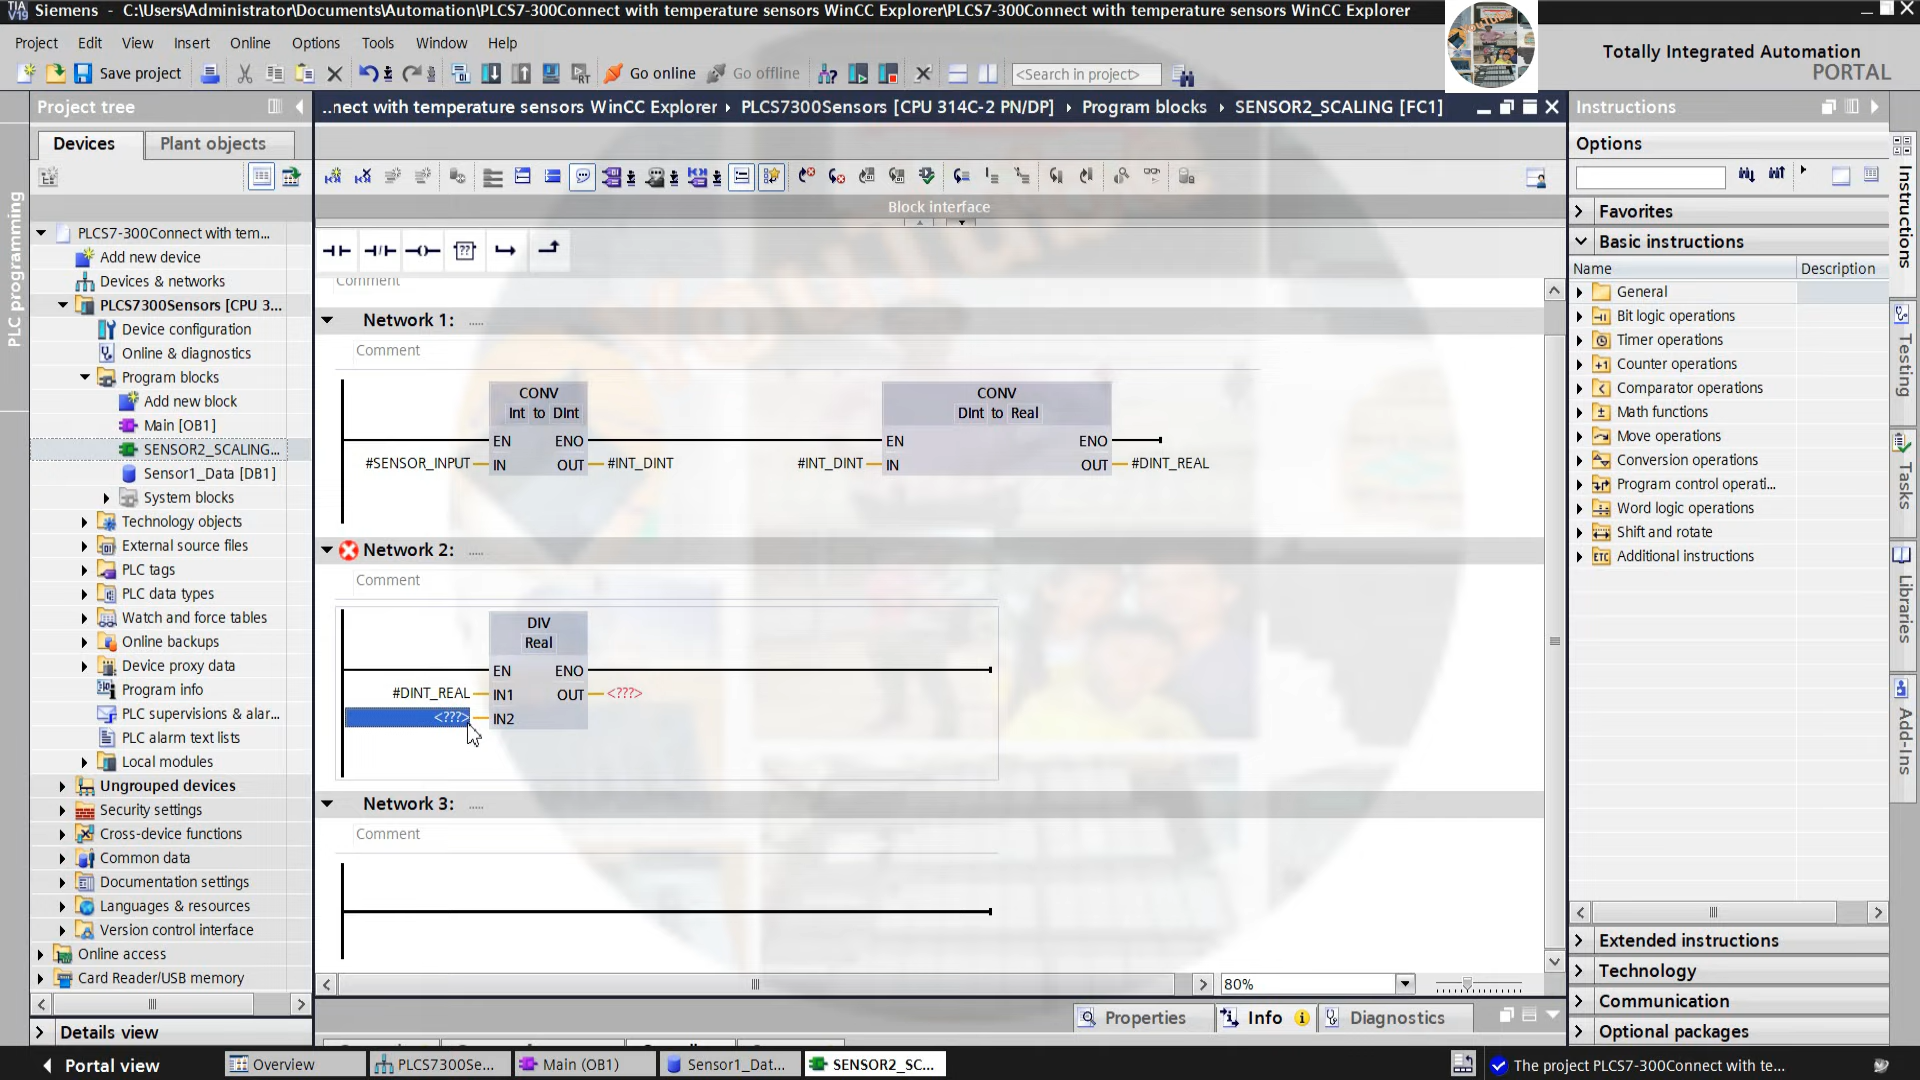 TIA
V19
Siemens - C:\Users\Administrator\Documents\Automation\PLCS7-300Connect with temperature sensors WinCC Explorer\PLCS7-300Connect with temperature sensors WinCC Explorer
Project Edit View Insert Online Options Tools Window Help
Totally Integrated Automation
PORTAL
Save project
Go online
Go offline
<Search in project>
Project tree
...nect with temperature sensors WinCC Explorer
PLCS7300Sensors [CPU 314C-2 PN/DP]
Program blocks
SENSOR2_SCALING [FC1]
Instructions
Devices
Plant objects
Options
Block interface
PLC programming
PLCS7-300Connect with tem...
Add new device
Devices & networks
PLCS7300Sensors [CPU 3...
Device configuration
Online & diagnostics
Program blocks
Add new block
Main [OB1]
SENSOR2_SCALING...
Sensor1_Data [DB1]
System blocks
Technology objects
External source files
PLC tags
PLC data types
Watch and force tables
Online backups
Device proxy data
Program info
PLC supervisions & alar...
PLC alarm text lists
Local modules
Ungrouped devices
Security settings
Cross-device functions
Common data
Documentation settings
Languages & resources
Version control interface
Online access
Card Reader/USB memory
Details view
Comment
Network 1: .....
Comment
CONV
Int to DInt
EN ENO
#SENSOR_INPUT IN OUT #INT_DINT
CONV
DInt to Real
EN ENO
#INT_DINT IN OUT #DINT_REAL
Network 2: .....
Comment
DIV
Real
EN ENO
#DINT_REAL IN1 OUT <???>
<???> IN2
Network 3: .....
Comment
80%
Properties
Info
Diagnostics
Favorites
Basic instructions
Name Description
General
Bit logic operations
Timer operations
Counter operations
Comparator operations
Math functions
Move operations
Conversion operations
Program control operati...
Word logic operations
Shift and rotate
Additional instructions
Extended instructions
Technology
Communication
Optional packages
Instructions
Testing
Tasks
Libraries
Add-Ins
Portal view
Overview
PLCS7300Se...
Main (OB1)
Sensor1_Dat...
SENSOR2_SC...
The project PLCS7-300Connect with te...